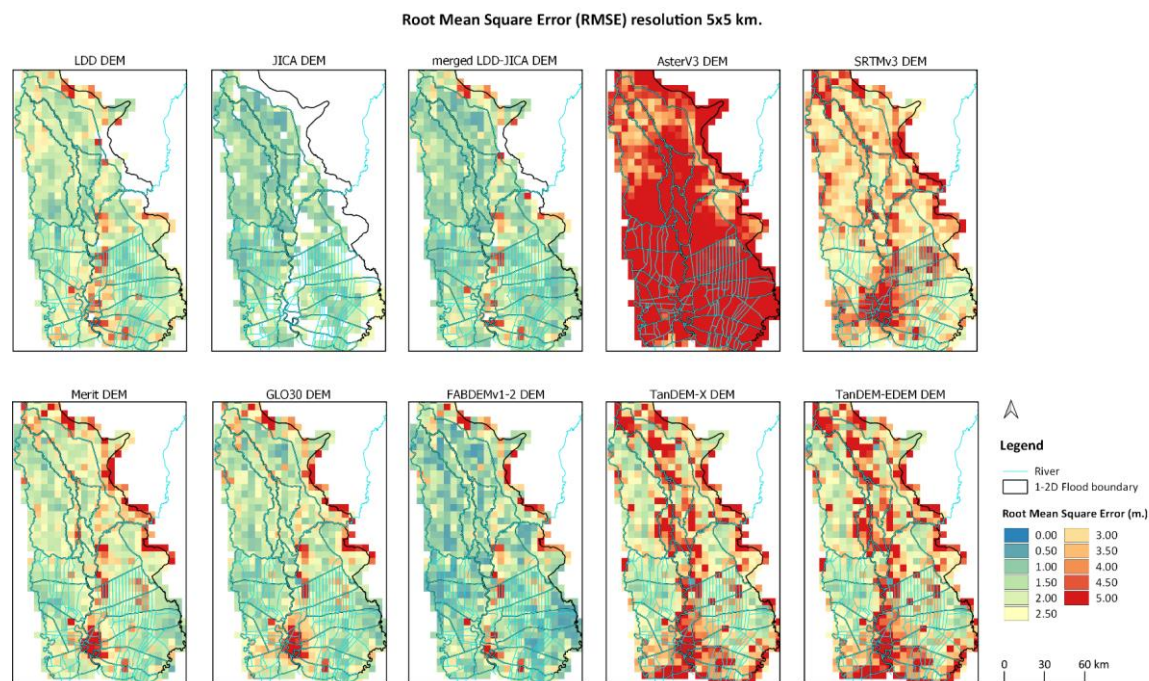 Root Mean Square Error (RMSE) resolution 5x5 km.
LDD DEM
JICA DEM
merged LDD-JICA DEM
AsterV3 DEM
SRTMv3 DEM
Merit DEM
GLO30 DEM
FABDEMv1-2 DEM
TanDEM-X DEM
TanDEM-EDEM DEM
Legend
River
1-2D Flood boundary
Root Mean Square Error (m.)
0.00 3.00
0.50 3.50
1.00 4.00
1.50 4.50
2.00 5.00
2.50
0 30 60 km